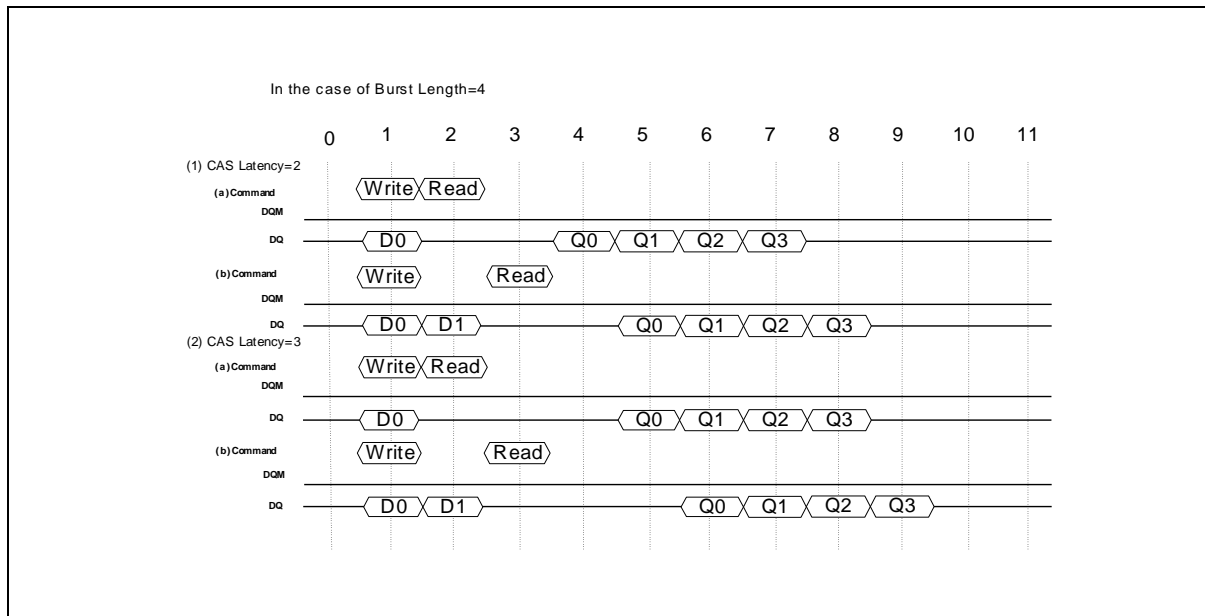 In the case of Burst Length=4
0 1 2 3 4 5 6 7 8 9 10 11
(1) CAS Latency=2
(a)Command Write Read
DQM
DQ D0 Q0 Q1 Q2 Q3
(b)Command Write Read
DQM
DQ D0 D1 Q0 Q1 Q2 Q3
(2) CAS Latency=3
(a)Command Write Read
DQM
DQ D0 Q0 Q1 Q2 Q3
(b)Command Write Read
DQM
DQ D0 D1 Q0 Q1 Q2 Q3